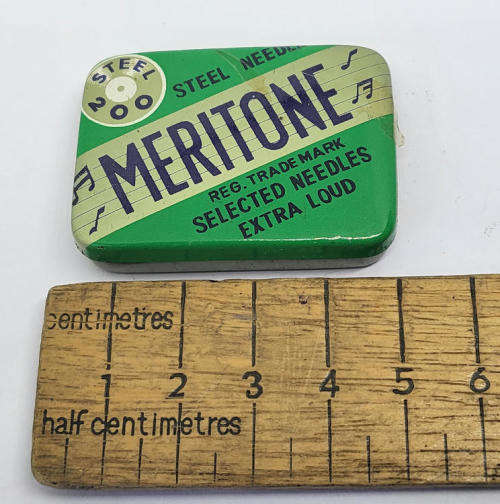 STEEL
200
STEEL NEEDLES
MERITONE
REG. TRADE MARK
SELECTED NEEDLES
EXTRA LOUD
centimetres
1 2 3 4 5 6
half centimetres